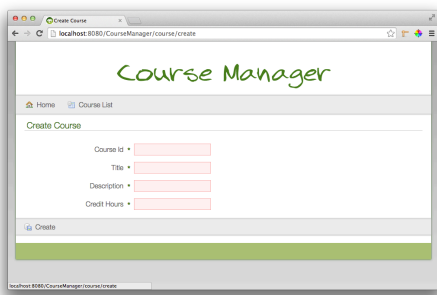 Create Course
localhost:8080/CourseManager/course/create
Course Manager
Home Course List
Create Course
Course Id *
Title *
Description *
Credit Hours *
Create
localhost:8080/CourseManager/course/create